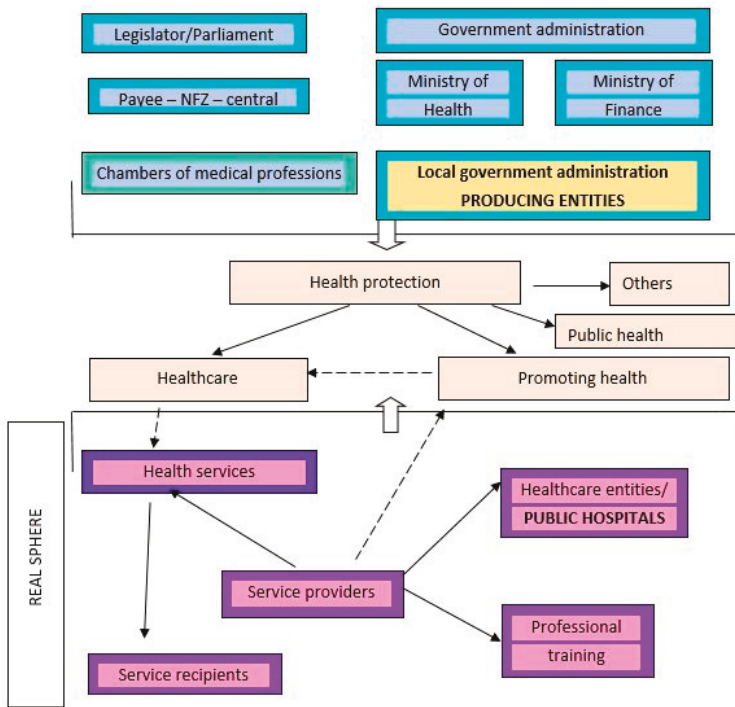 Legislator/Parliament
Government administration
Payee – NFZ – central
Ministry of
Health
Ministry of
Finance
Chambers of medical professions
Local government administration
PRODUCING ENTITIES
Health protection
Others
Public health
Healthcare
Promoting health
REAL SPHERE
Health services
Healthcare entities/
PUBLIC HOSPITALS
Service providers
Professional
training
Service recipients